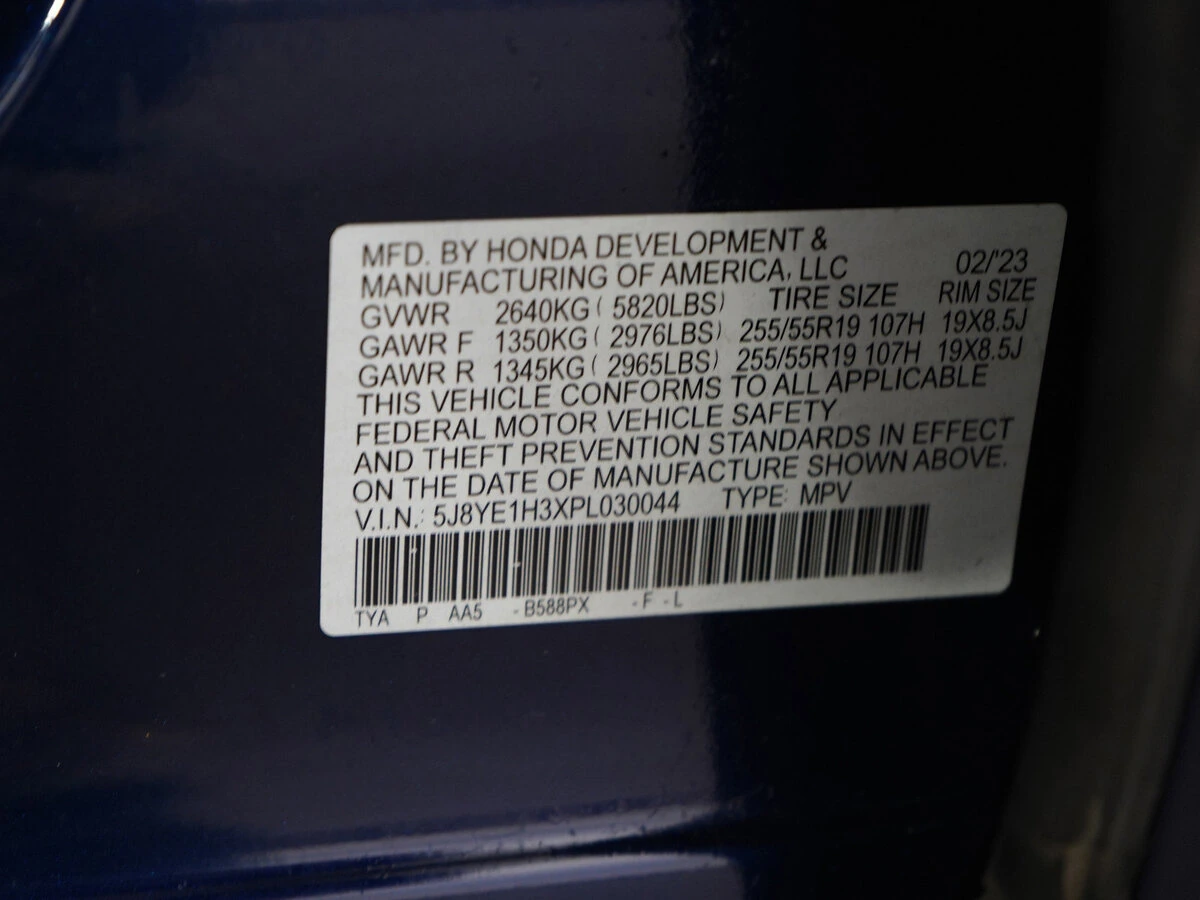 MFD. BY HONDA DEVELOPMENT &
MANUFACTURING OF AMERICA, LLC 02/'23
GVWR 2640KG ( 5820LBS) TIRE SIZE RIM SIZE
GAWR F 1350KG ( 2976LBS) 255/55R19 107H 19X8.5J
GAWR R 1345KG ( 2965LBS) 255/55R19 107H 19X8.5J
THIS VEHICLE CONFORMS TO ALL APPLICABLE
FEDERAL MOTOR VEHICLE SAFETY
AND THEFT PREVENTION STANDARDS IN EFFECT
ON THE DATE OF MANUFACTURE SHOWN ABOVE.
V.I.N.: 5J8YE1H3XPL030044 TYPE: MPV
TYA P AA5 -B588PX -F -L